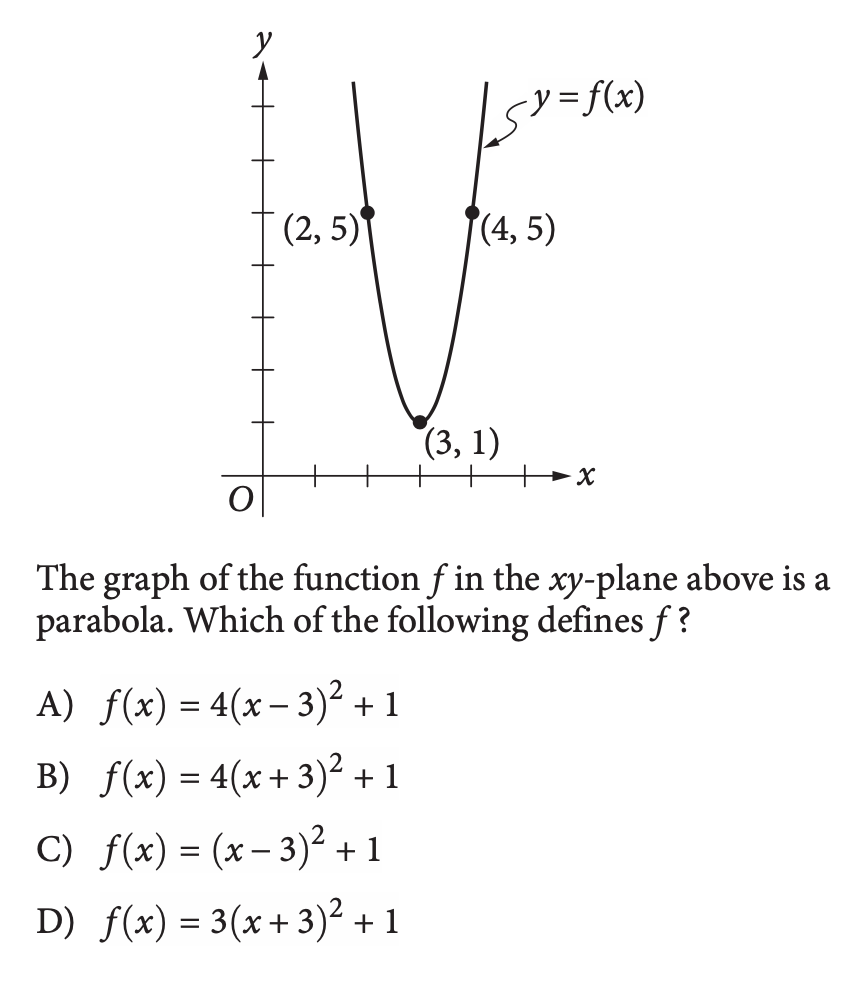 y
y = f(x)
(2, 5)
(4, 5)
(3, 1)
O
x
The graph of the function f in the xy-plane above is a
parabola. Which of the following defines f ?
A) f(x) = 4(x − 3)² + 1
B) f(x) = 4(x + 3)² + 1
C) f(x) = (x − 3)² + 1
D) f(x) = 3(x + 3)² + 1